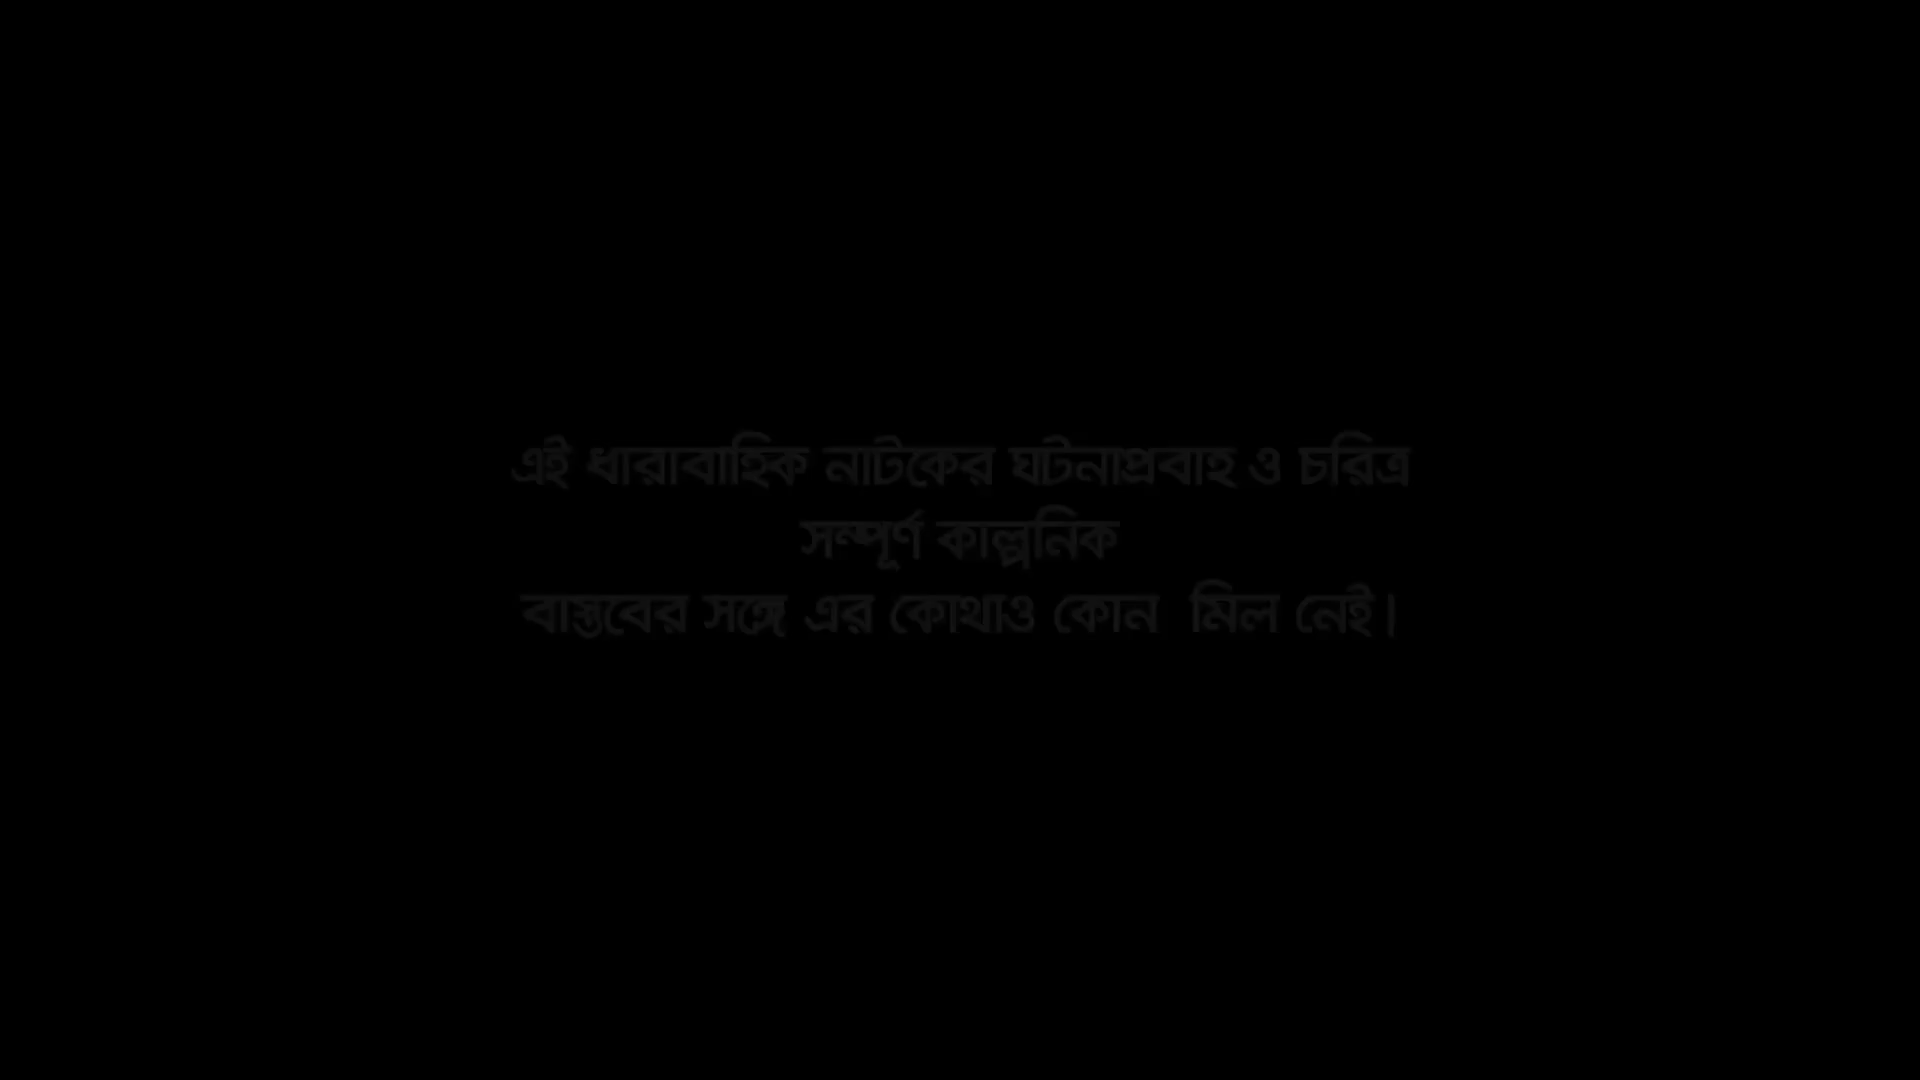 এই ধারাবাহিক নাটকের ঘটনাপ্রবাহ ও চরিত্র
সম্পূর্ণ কাল্পনিক
বাস্তবের সঙ্গে এর কোথাও কোন মিল নেই।